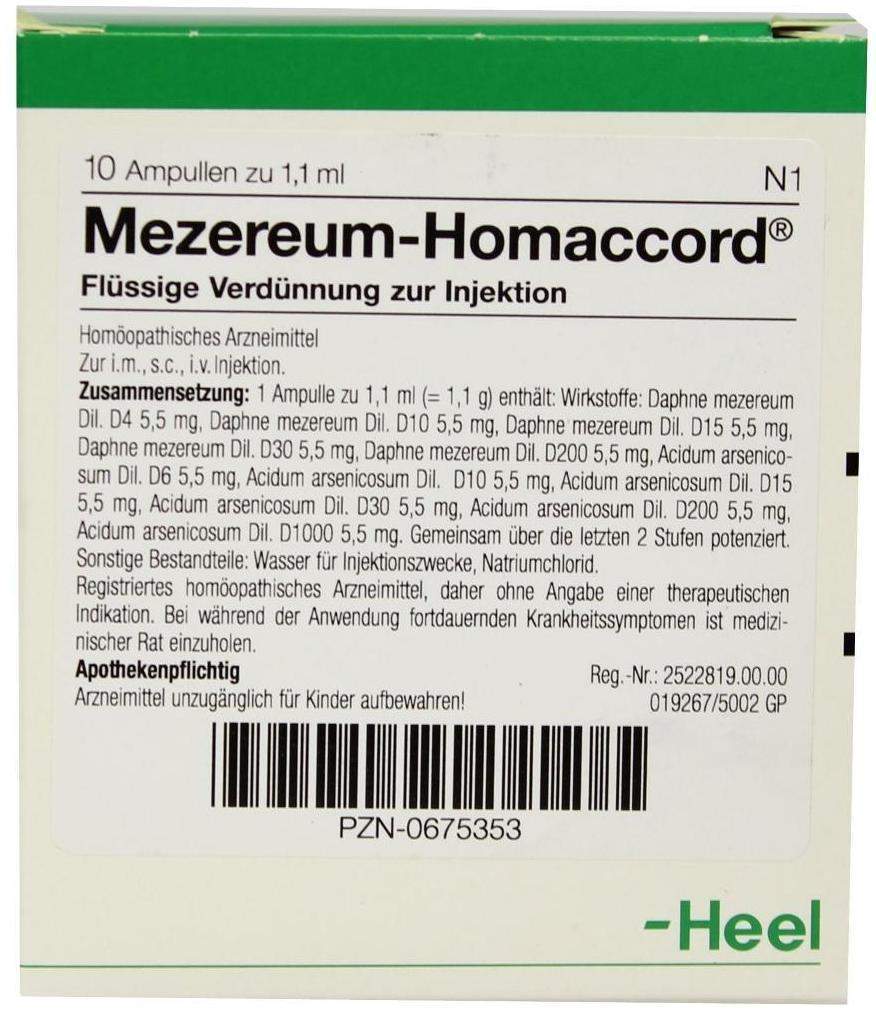 10 Ampullen zu 1,1 ml N1
Mezereum-Homaccord®
Flüssige Verdünnung zur Injektion
Homöopathisches Arzneimittel
Zur i.m., s.c., i.v. Injektion.
Zusammensetzung: 1 Ampulle zu 1,1 ml (= 1,1 g) enthält: Wirkstoffe: Daphne mezereum
Dil. D4 5,5 mg, Daphne mezereum Dil. D10 5,5 mg, Daphne mezereum Dil. D15 5,5 mg,
Daphne mezereum Dil. D30 5,5 mg, Daphne mezereum Dil. D200 5,5 mg, Acidum arsenico-
sum Dil. D6 5,5 mg, Acidum arsenicosum Dil. D10 5,5 mg, Acidum arsenicosum Dil. D15
5,5 mg, Acidum arsenicosum Dil. D30 5,5 mg, Acidum arsenicosum Dil. D200 5,5 mg,
Acidum arsenicosum Dil. D1000 5,5 mg. Gemeinsam über die letzten 2 Stufen potenziert.
Sonstige Bestandteile: Wasser für Injektionszwecke, Natriumchlorid.
Registriertes homöopathisches Arzneimittel, daher ohne Angabe einer therapeutischen
Indikation. Bei während der Anwendung fortdauernden Krankheitssymptomen ist medizi-
nischer Rat einzuholen.
Apothekenpflichtig Reg.-Nr.: 2522819.00.00
Arzneimittel unzugänglich für Kinder aufbewahren! 019267/5002 GP
PZN-0675353
-Heel